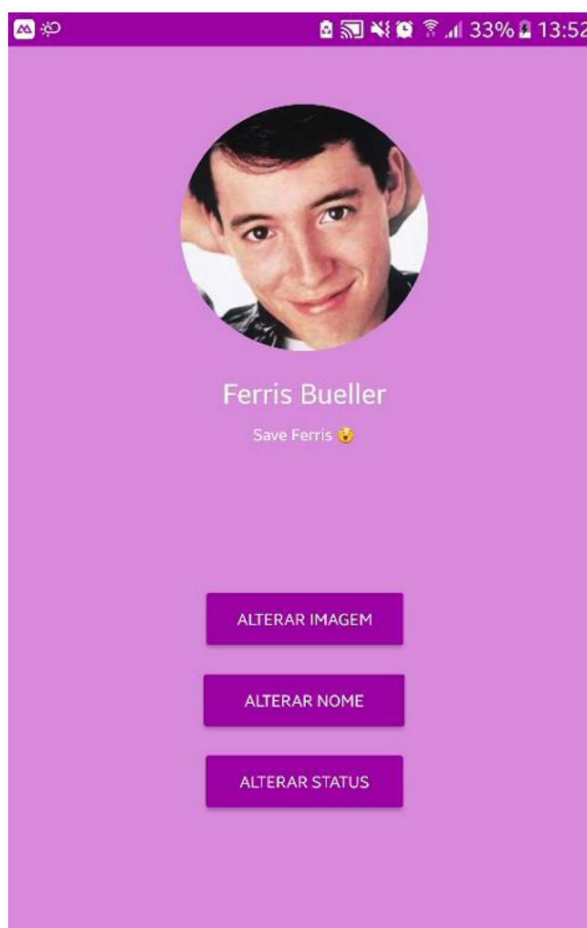 33% 13:52
Ferris Bueller
Save Ferris 😯
ALTERAR IMAGEM
ALTERAR NOME
ALTERAR STATUS